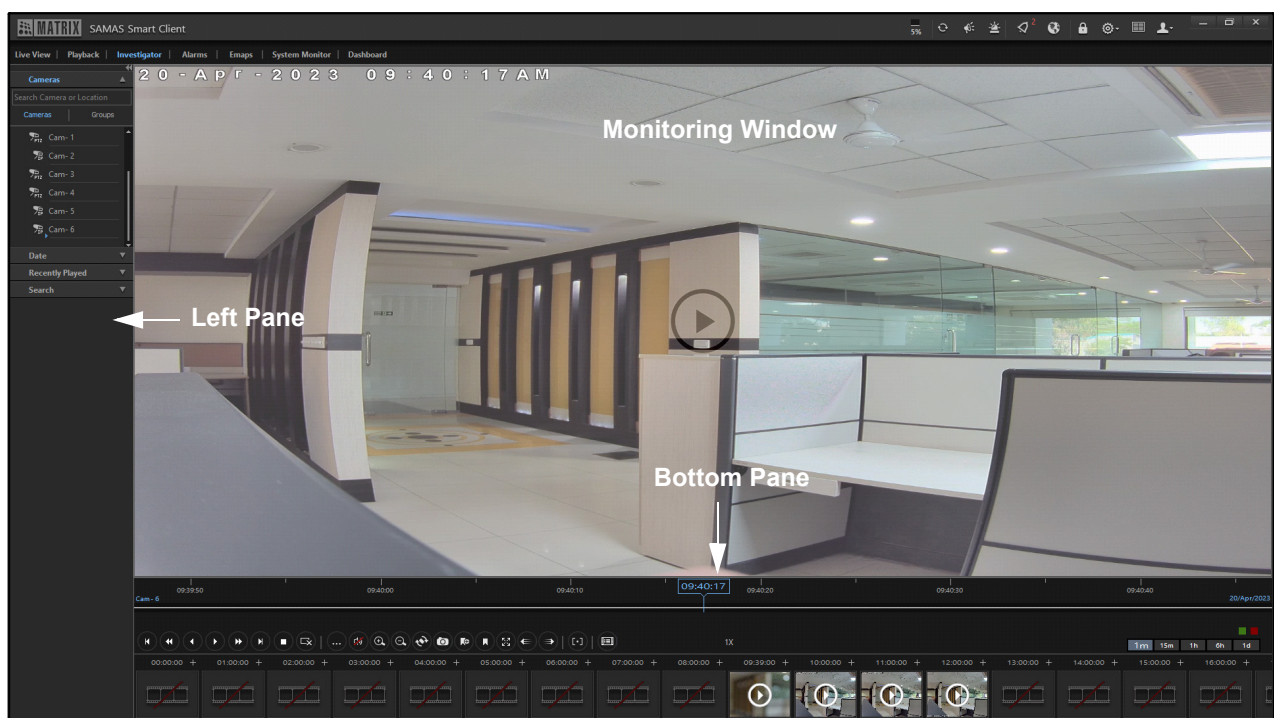 MATRIX SAMAS Smart Client
5%
2
Live View | Playback | Investigator | Alarms | Emaps | System Monitor | Dashboard
Cameras
20-Apr-2023 09:40:17AM
Search Camera or Location
Cameras | Groups
Monitoring Window
Cam- 1
Cam- 2
Cam- 3
Cam- 4
Cam- 5
Cam- 6
Date
Recently Played
Search
Left Pane
Bottom Pane
09:39:50 09:40:00 09:40:10 09:40:17 09:40:20 09:40:30 09:40:40
Cam- 6 20/Apr/2023
1X
1m 15m 1h 6h 1d
00:00:00 + 01:00:00 + 02:00:00 + 03:00:00 + 04:00:00 + 05:00:00 + 06:00:00 + 07:00:00 + 08:00:00 + 09:39:00 + 10:00:00 + 11:00:00 + 12:00:00 + 13:00:00 + 14:00:00 + 15:00:00 + 16:00:00 +